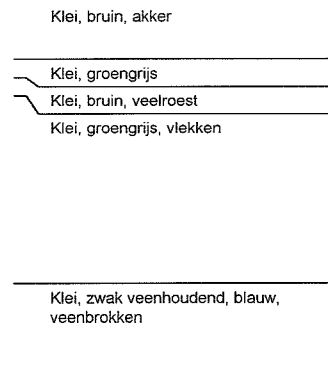 Klei, bruin, akker
Klei, groengrijs
Klei, bruin, veelroest
Klei, groengrijs, vlekken
Klei, zwak veenhoudend, blauw,
veenbrokken